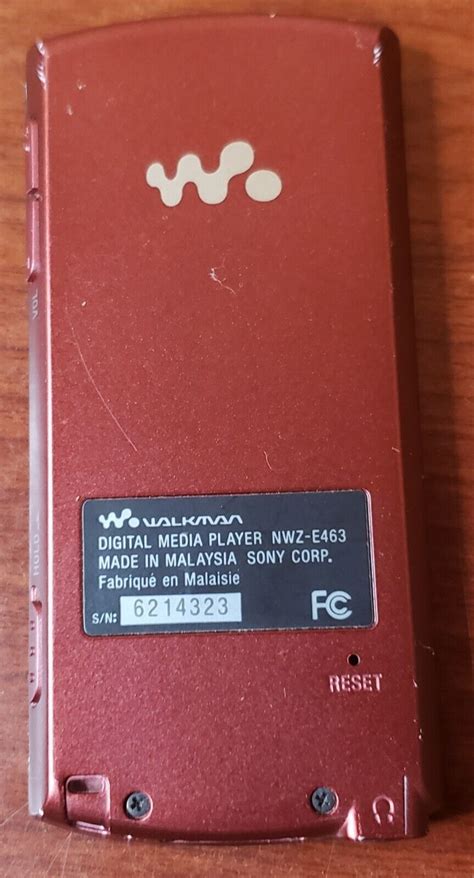 VOL
HOLD
WALKMAN
DIGITAL MEDIA PLAYER NWZ-E463
MADE IN MALAYSIA SONY CORP.
Fabriqué en Malaisie
S/N: 6214323
FC
RESET